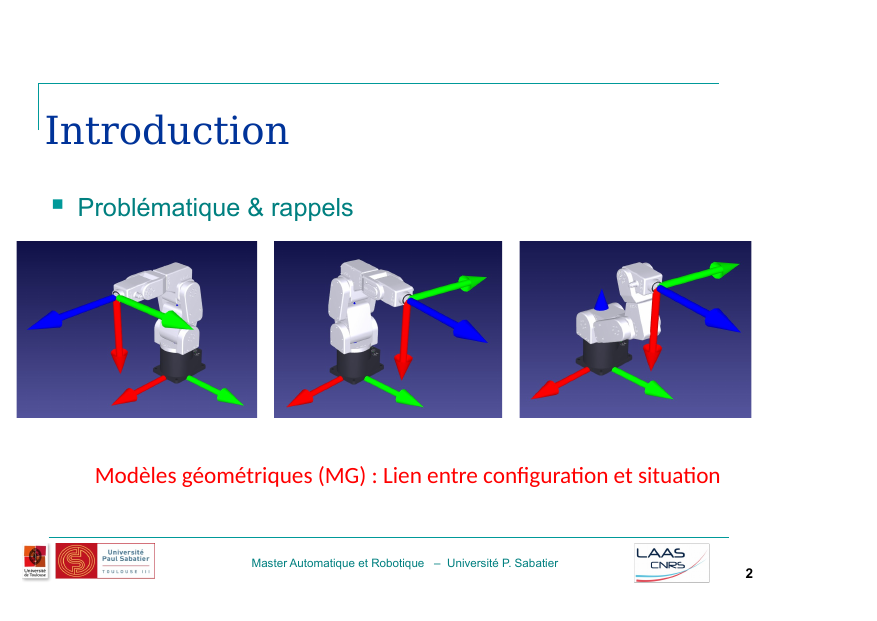 Introduction
Problématique & rappels
Modèles géométriques (MG) : Lien entre configuration et situation
Université
de Toulouse
Université
Paul Sabatier
TOULOUSE III
Master Automatique et Robotique – Université P. Sabatier
LAAS
CNRS
2